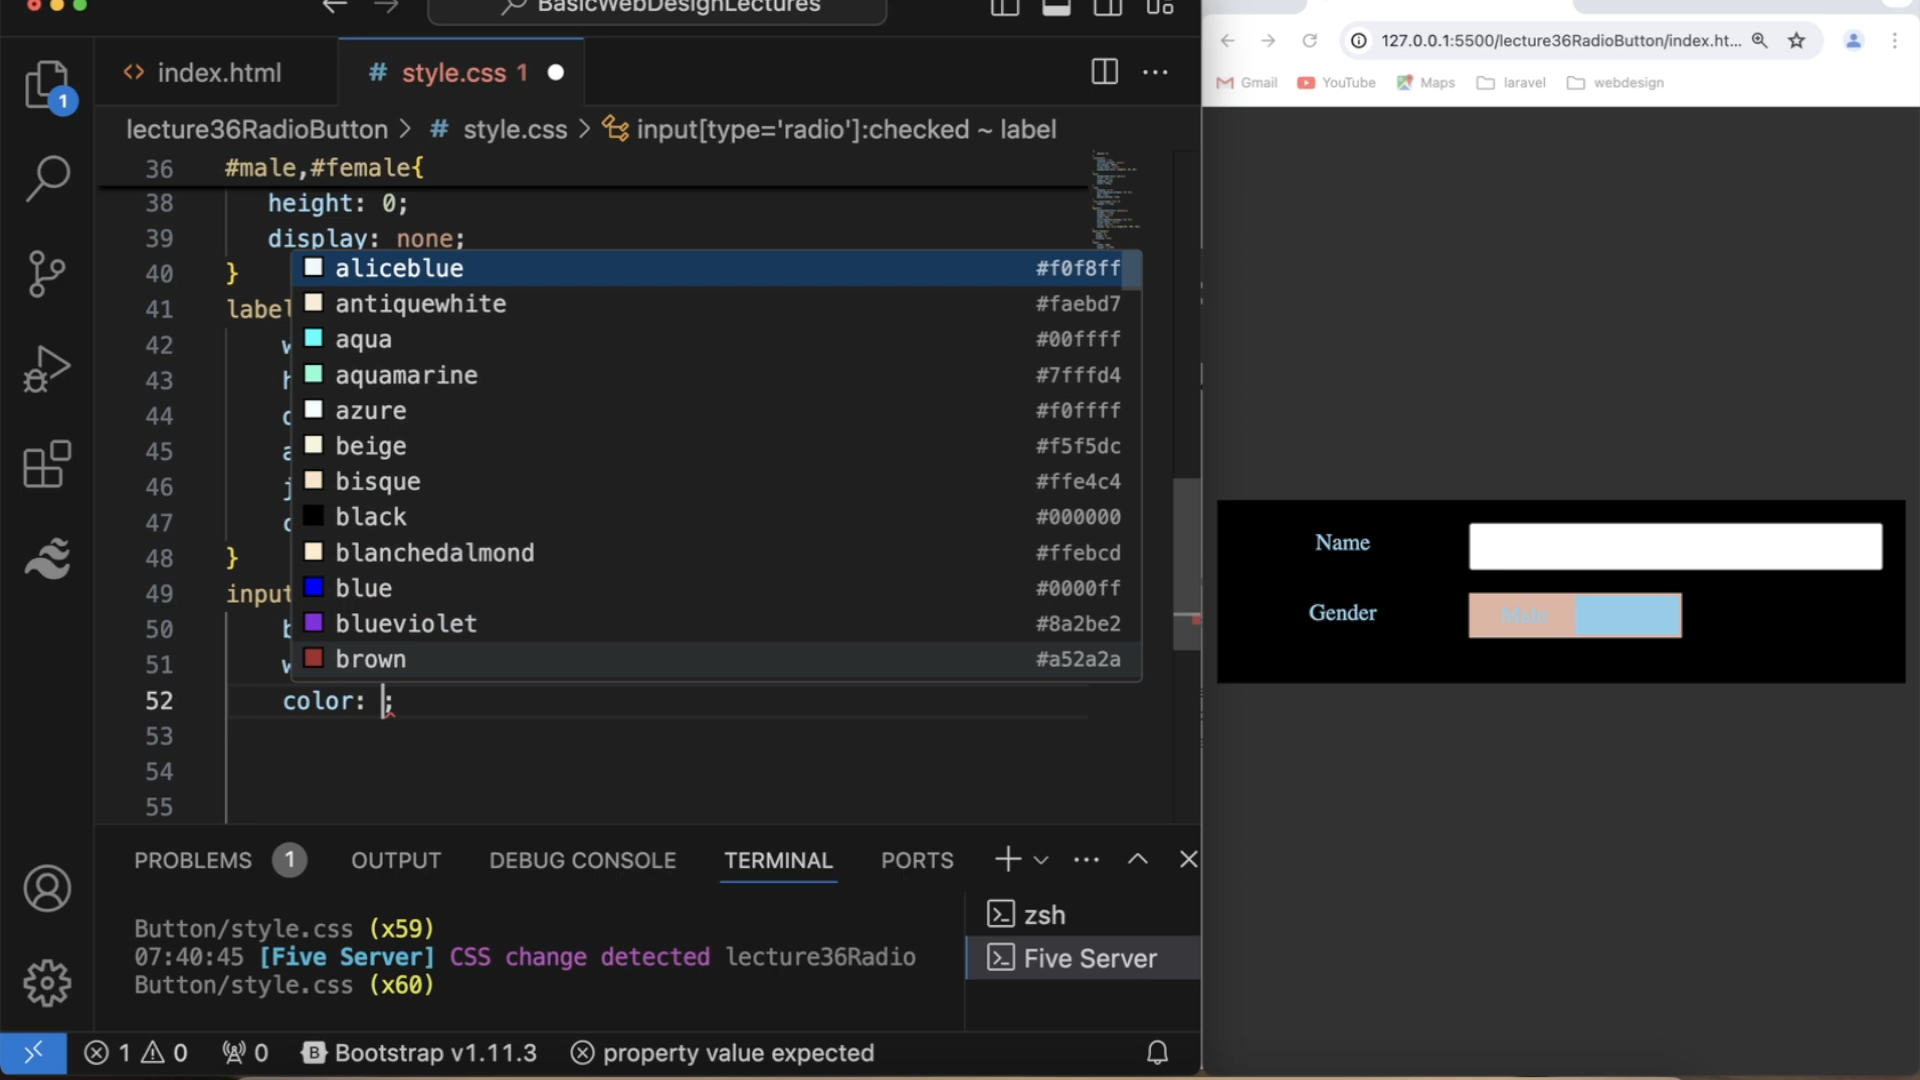 BasicWebDesignLectures
index.html
# style.css 1
lecture36RadioButton > # style.css > input[type='radio']:checked ~ label
36 #male,#female{
38 height: 0;
39 display: none;
40 }
41 label
42 w
43 h
44
45 a
46 j
47
48 }
49 input
50 b
51 w
52 color: ;
53
54
55
aliceblue #f0f8ff
antiquewhite #faebd7
aqua #00ffff
aquamarine #7fffd4
azure #f0ffff
beige #f5f5dc
bisque #ffe4c4
black #000000
blanchedalmond #ffebcd
blue #0000ff
blueviolet #8a2be2
brown #a52a2a
1
PROBLEMS 1 OUTPUT DEBUG CONSOLE TERMINAL PORTS
Button/style.css (x59)
07:40:45 [Five Server] CSS change detected lecture36Radio
Button/style.css (x60)
zsh
Five Server
1 0 0 B Bootstrap v1.11.3 property value expected
127.0.0.1:5500/lecture36RadioButton/index.ht...
Gmail YouTube Maps laravel webdesign
Name
Gender Male